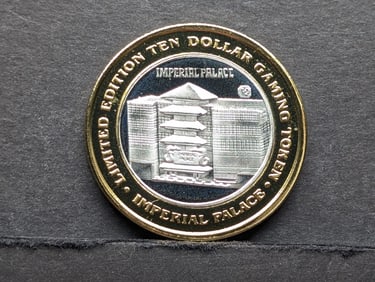 LIMITED EDITION TEN DOLLAR GAMING TOKEN
IMPERIAL PALACE
• IMPERIAL PALACE •